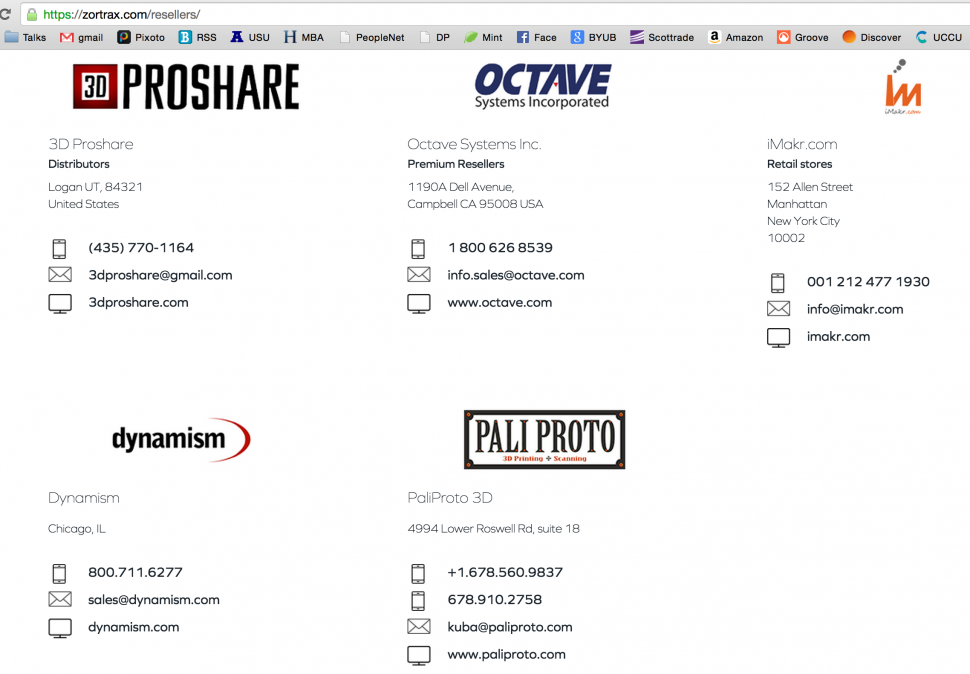 https://zortrax.com/resellers/
Talks gmail Pixoto RSS USU MBA PeopleNet DP Mint Face BYUB Scottrade Amazon Groove Discover UCCU
3D PROSHARE
3D Proshare
Distributors
Logan UT, 84321
United States
(435) 770-1164
3dproshare@gmail.com
3dproshare.com
OCTAVE
Systems Incorporated
Octave Systems Inc.
Premium Resellers
1190A Dell Avenue,
Campbell CA 95008 USA
1 800 626 8539
info.sales@octave.com
www.octave.com
im
iMakr.com
iMakr.com
Retail stores
152 Allen Street
Manhattan
New York City
10002
001 212 477 1930
info@imakr.com
imakr.com
dynamism
Dynamism
Chicago, IL
800.711.6277
sales@dynamism.com
dynamism.com
PALI PROTO
3D Printing + Scanning
PaliProto 3D
4994 Lower Roswell Rd, suite 18
+1.678.560.9837
678.910.2758
kuba@paliproto.com
www.paliproto.com